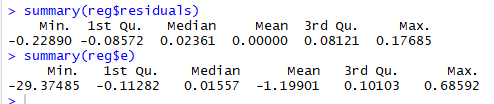 > summary(reg$residuals)
Min. 1st Qu. Median Mean 3rd Qu. Max.
-0.22890 -0.08572 0.02361 0.00000 0.08121 0.17685
> summary(reg$e)
Min. 1st Qu. Median Mean 3rd Qu. Max.
-29.37485 -0.11282 0.01557 -1.19901 0.10103 0.68592
>